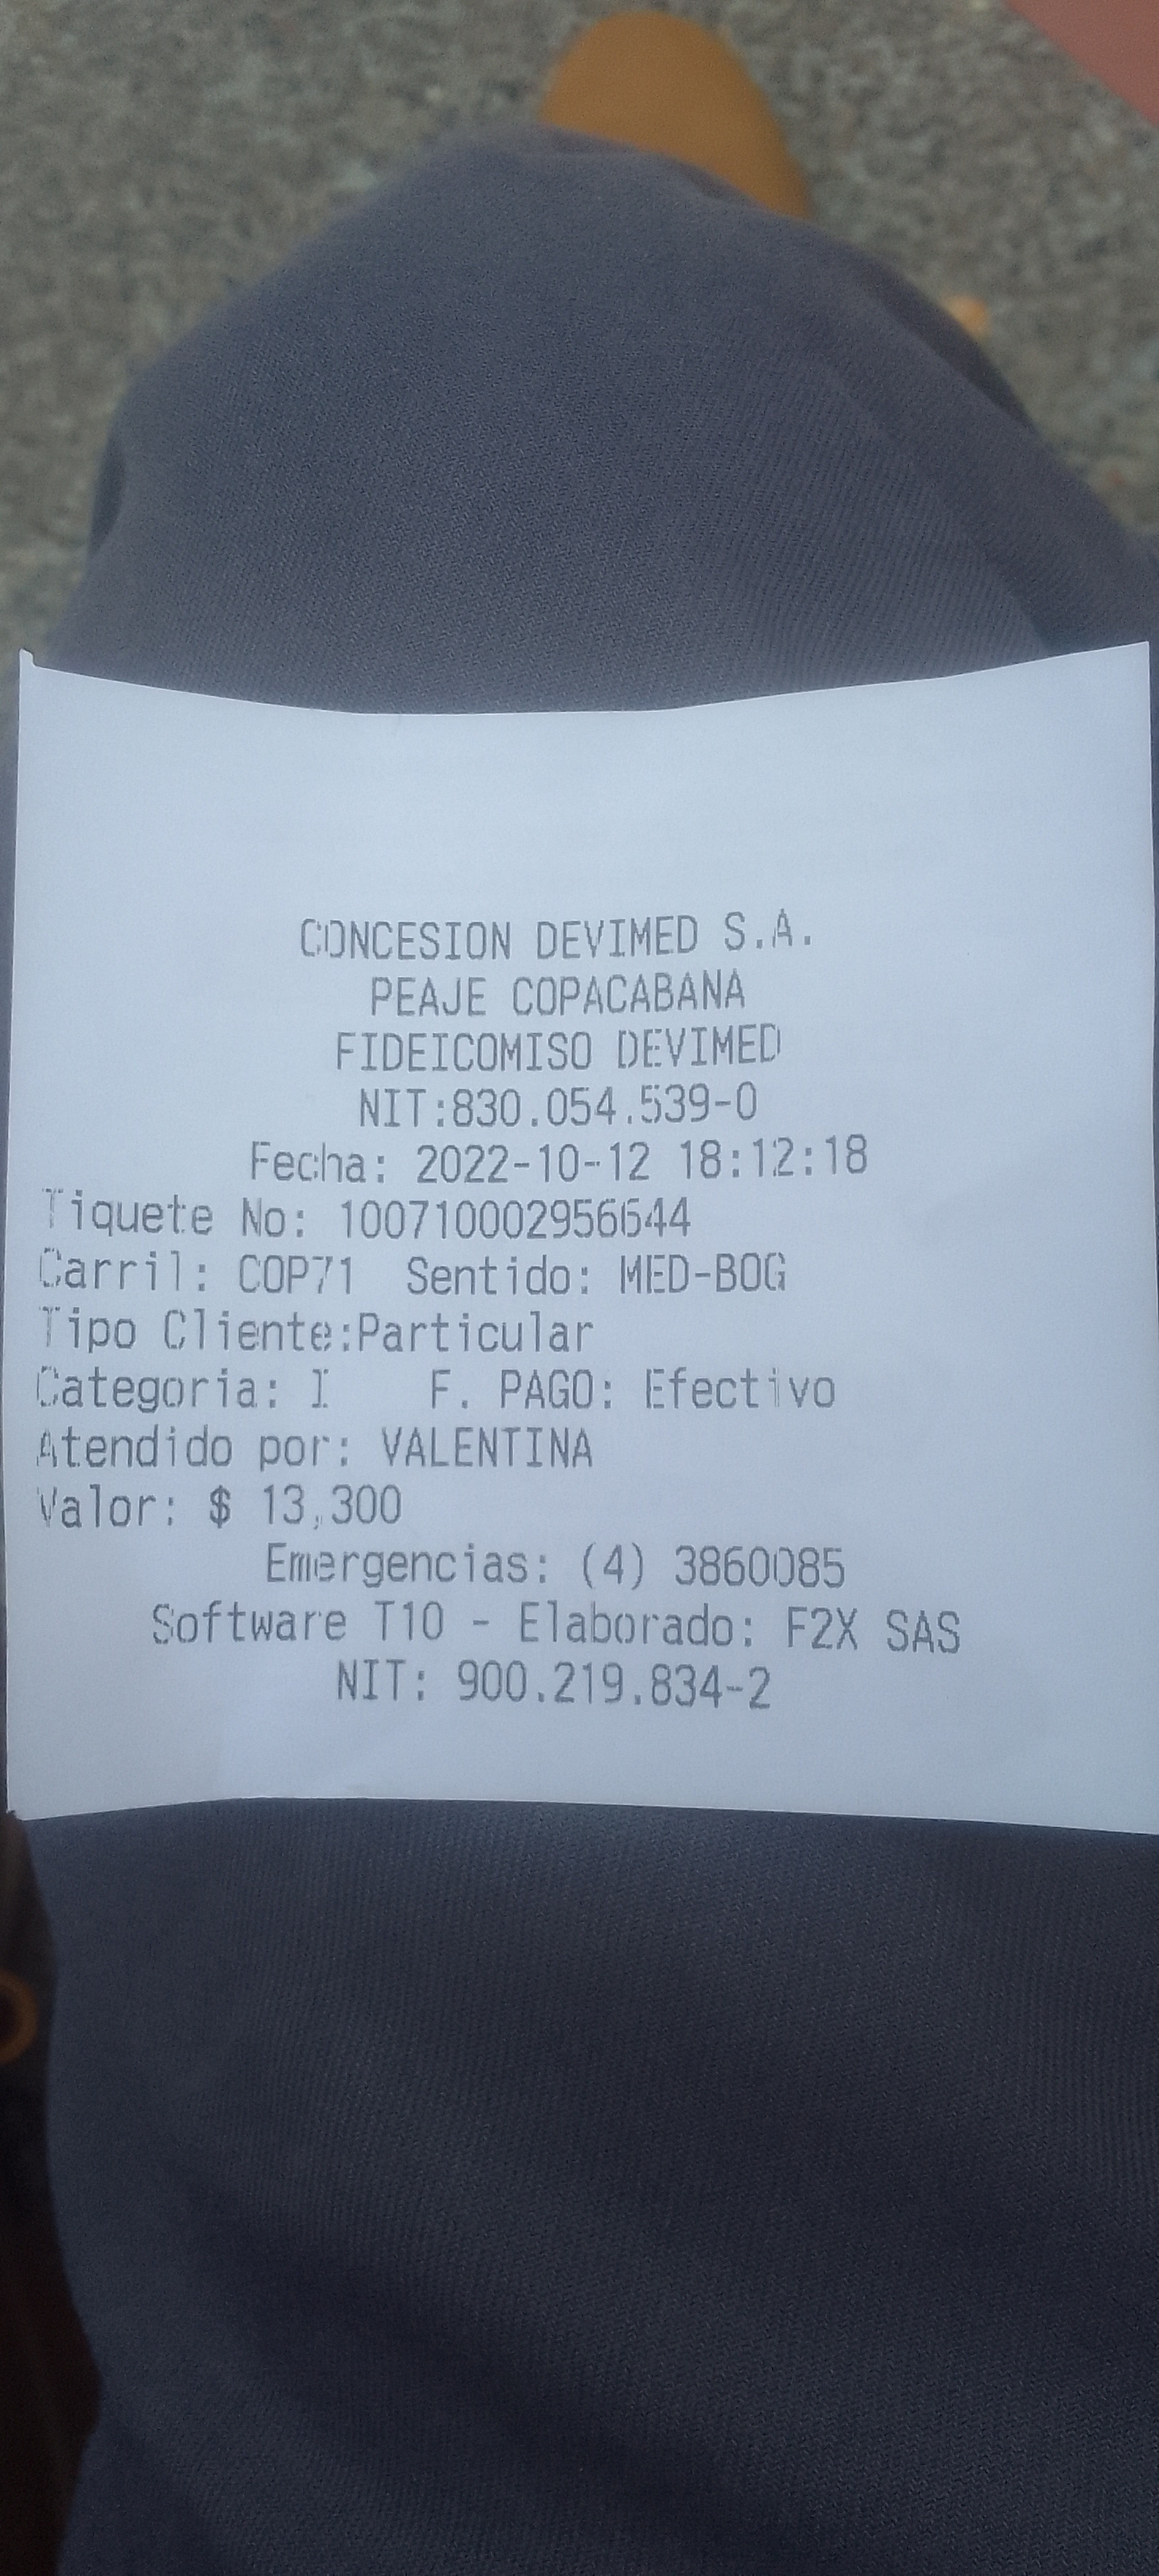 CONCESION DEVIMED S.A.
PEAJE COPACABANA
FIDEICOMISO DEVIMED
NIT:830.054.539-0
Fecha: 2022-10-12 18:12:18
Tiquete No: 100710002956644
Carril: COP71 Sentido: MED-BOG
Tipo Cliente:Particular
Categoria: I F. PAGO: Efectivo
Atendido por: VALENTINA
Valor: $ 13,300
Emergencias: (4) 3860085
Software T10 - Elaborado: F2X SAS
NIT: 900.219.834-2